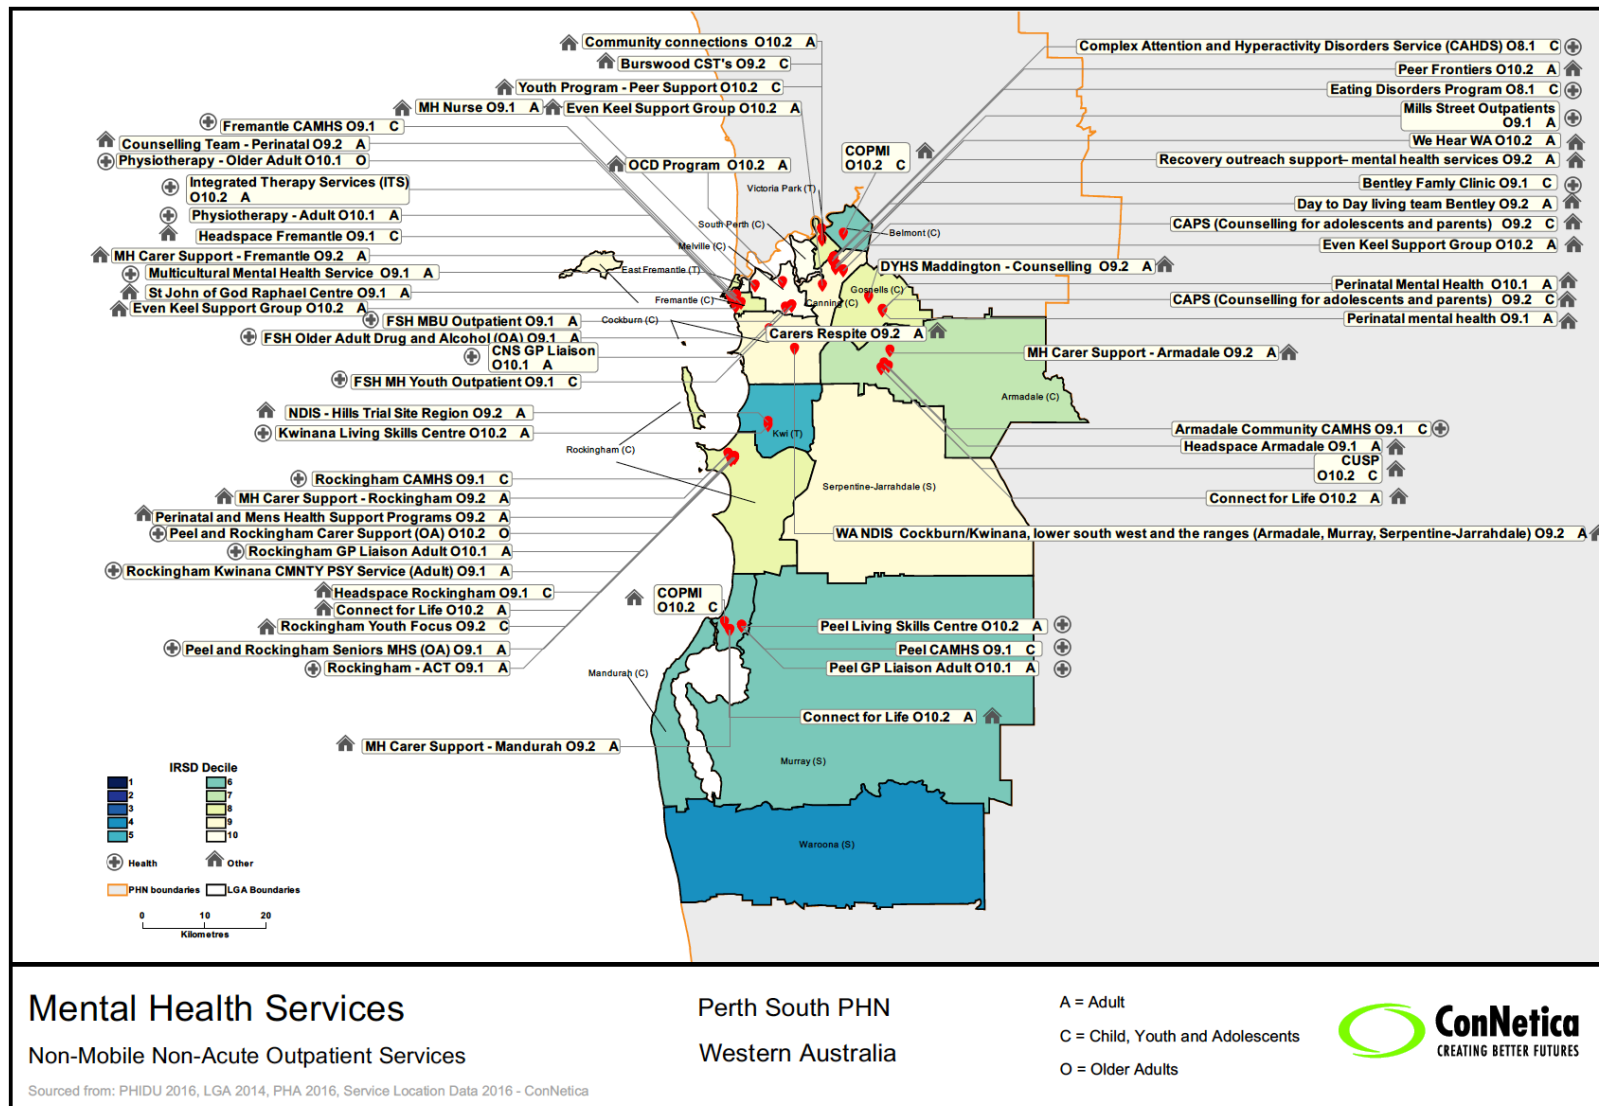 Community connections O10.2 A
Burswood CST's O9.2 C
Youth Program - Peer Support O10.2 C
MH Nurse O9.1 A
Even Keel Support Group O10.2 A
Fremantle CAMHS O9.1 C
Counselling Team - Perinatal O9.2 A
Physiotherapy - Older Adult O10.1 O
OCD Program O10.2 A
Integrated Therapy Services (ITS)
O10.2 A
Physiotherapy - Adult O10.1 A
Headspace Fremantle O9.1 C
MH Carer Support - Fremantle O9.2 A
Multicultural Mental Health Service O9.1 A
St John of God Raphael Centre O9.1 A
Even Keel Support Group O10.2 A
FSH MBU Outpatient O9.1 A
FSH Older Adult Drug and Alcohol (OA) O9.1 A
CNS GP Liaison
O10.1 A
FSH MH Youth Outpatient O9.1 C
NDIS - Hills Trial Site Region O9.2 A
Kwinana Living Skills Centre O10.2 A
Rockingham CAMHS O9.1 C
MH Carer Support - Rockingham O9.2 A
Perinatal and Mens Health Support Programs O9.2 A
Peel and Rockingham Carer Support (OA) O10.2 O
Rockingham GP Liaison Adult O10.1 A
Rockingham Kwinana CMNTY PSY Service (Adult) O9.1 A
Headspace Rockingham O9.1 C
Connect for Life O10.2 A
Rockingham Youth Focus O9.2 C
Peel and Rockingham Seniors MHS (OA) O9.1 A
Rockingham - ACT O9.1 A
MH Carer Support - Mandurah O9.2 A
COPMI
O10.2 C
Victoria Park (T)
South Perth (C)
Melville (C)
East Fremantle (T)
Fremantle (C)
Cockburn (C)
Belmont (C)
Gosnells (C)
Canning (C)
Armadale (C)
Kwi (T)
Rockingham (C)
Serpentine-Jarrahdale (S)
Mandurah (C)
Murray (S)
Waroona (S)
Complex Attention and Hyperactivity Disorders Service (CAHDS) O8.1 C
Peer Frontiers O10.2 A
Eating Disorders Program O8.1 C
Mills Street Outpatients
O9.1 A
We Hear WA O10.2 A
Recovery outreach support– mental health services O9.2 A
Bentley Famly Clinic O9.1 C
Day to Day living team Bentley O9.2 A
CAPS (Counselling for adolescents and parents) O9.2 C
Even Keel Support Group O10.2 A
DYHS Maddington - Counselling O9.2 A
Perinatal Mental Health O10.1 A
CAPS (Counselling for adolescents and parents) O9.2 C
Perinatal mental health O9.1 A
Carers Respite O9.2 A
MH Carer Support - Armadale O9.2 A
Armadale Community CAMHS O9.1 C
Headspace Armadale O9.1 A
CUSP
O10.2 C
Connect for Life O10.2 A
WA NDIS Cockburn/Kwinana, lower south west and the ranges (Armadale, Murray, Serpentine-Jarrahdale) O9.2 A
COPMI
O10.2 C
Peel Living Skills Centre O10.2 A
Peel CAMHS O9.1 C
Peel GP Liaison Adult O10.1 A
Connect for Life O10.2 A
IRSD Decile
1 6
2 7
3 8
4 9
5 10
Health Other
PHN boundaries LGA Boundaries
0 10 20
Kilometres
Mental Health Services
Non-Mobile Non-Acute Outpatient Services
Sourced from: PHIDU 2016, LGA 2014, PHA 2016, Service Location Data 2016 - ConNetica
Perth South PHN
Western Australia
A = Adult
C = Child, Youth and Adolescents
O = Older Adults
ConNetica
CREATING BETTER FUTURES